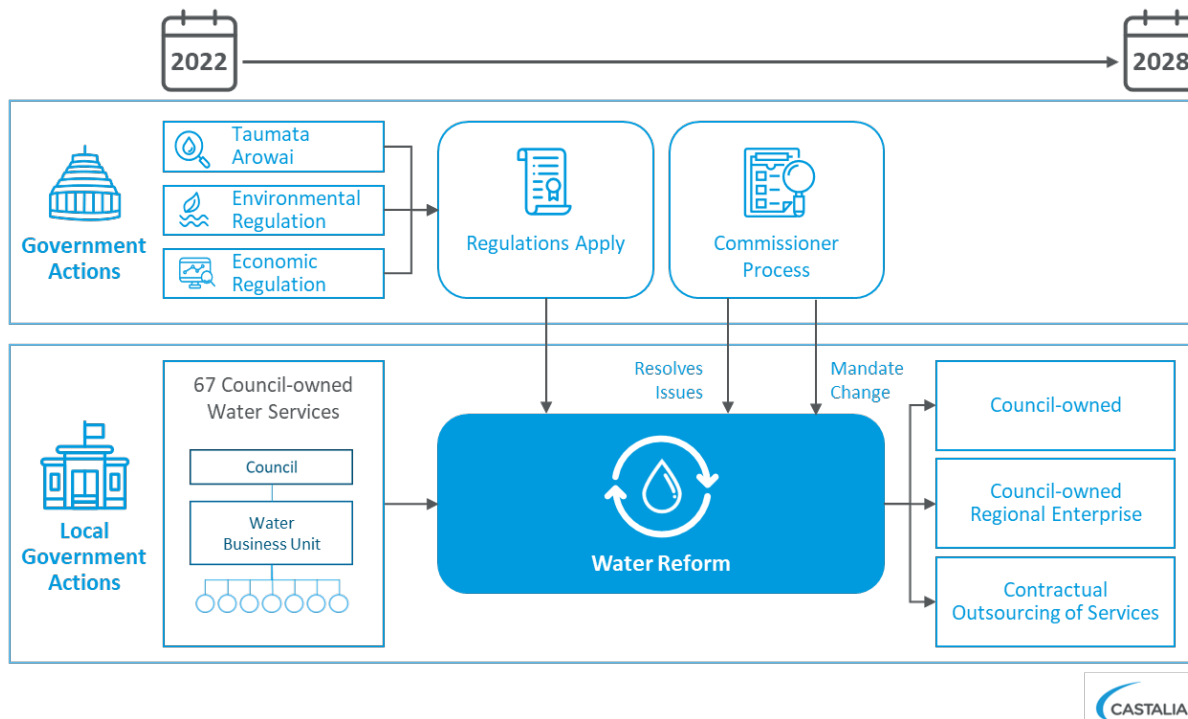 2022
2028
Government
Actions
Taumata
Arowai
Environmental
Regulation
Economic
Regulation
Regulations Apply
Commissioner
Process
Local
Government
Actions
67 Council-owned
Water Services
Council
Water
Business Unit
Resolves
Issues
Mandate
Change
Water Reform
Council-owned
Council-owned
Regional Enterprise
Contractual
Outsourcing of Services
CASTALIA